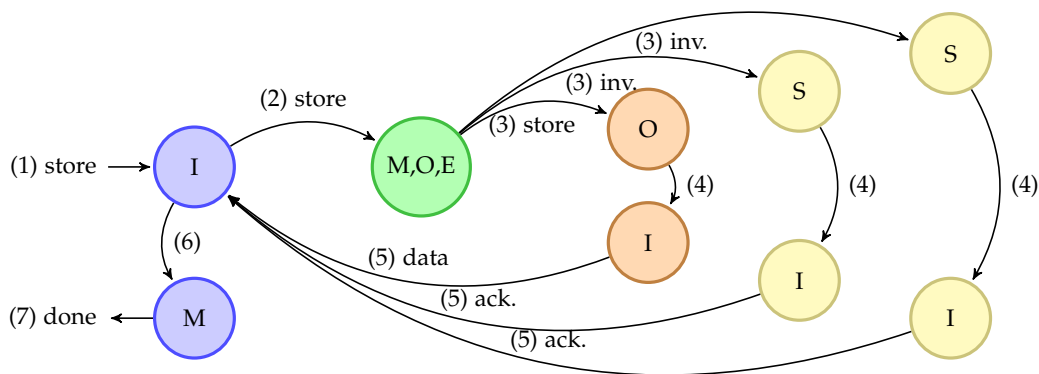 (3) inv.
S
(3) inv.
S
(2) store
(3) store
O
(1) store
I
M,O,E
(4)
(4)
(4)
(6)
(5) data
I
(5) ack.
I
(7) done
M
(5) ack.
I